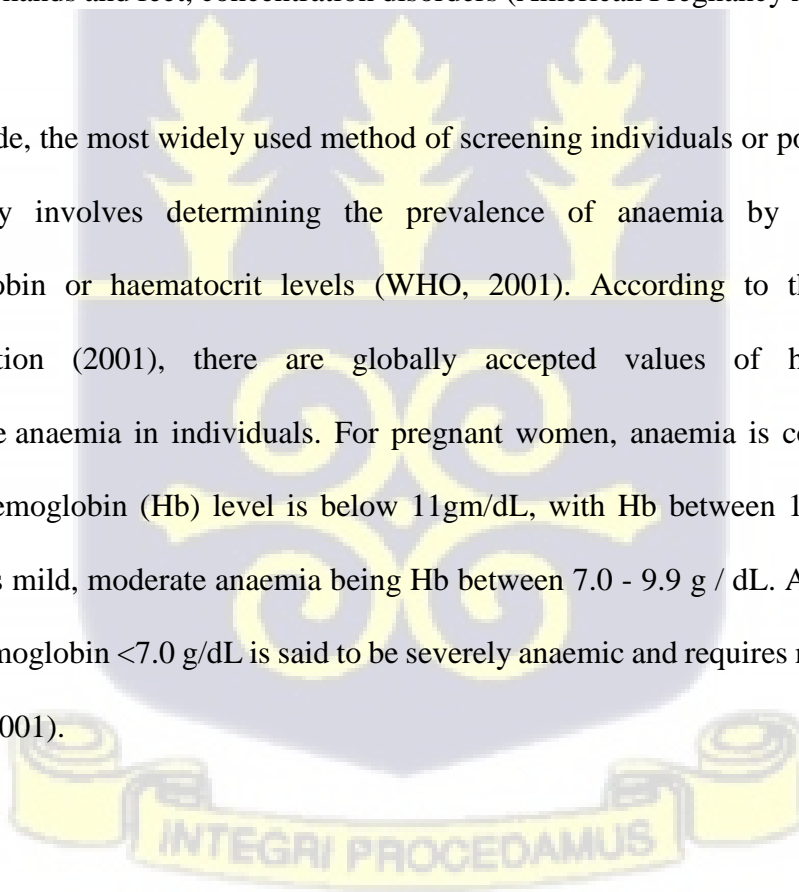 hands and feet, concentration disorders (American Pregnancy
de, the most widely used method of screening individuals or po
y involves determining the prevalence of anaemia by
obin or haematocrit levels (WHO, 2001). According to th
tion (2001), there are globally accepted values of h
e anaemia in individuals. For pregnant women, anaemia is co
emoglobin (Hb) level is below 11gm/dL, with Hb between 1
s mild, moderate anaemia being Hb between 7.0 - 9.9 g / dL. A
moglobin <7.0 g/dL is said to be severely anaemic and requires
001).
INTEGRI PROCEDAMUS